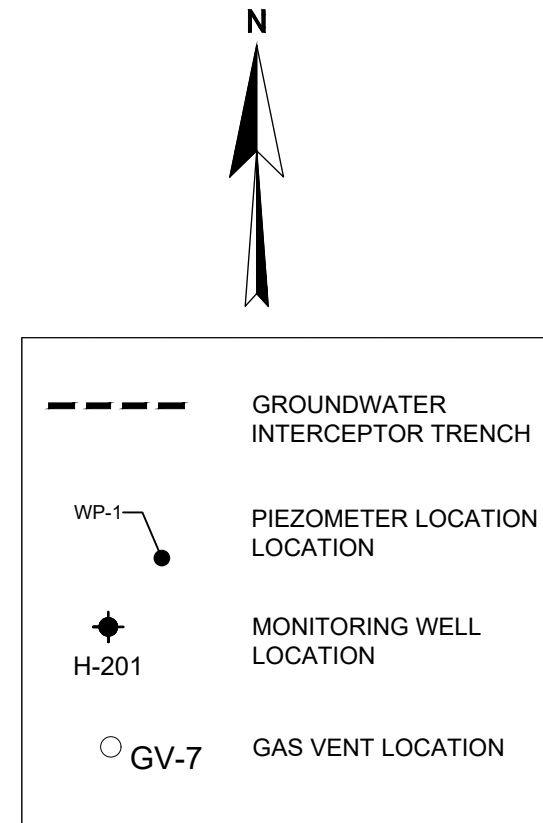 N
GROUNDWATER
INTERCEPTOR TRENCH
WP-1
PIEZOMETER LOCATION
LOCATION
MONITORING WELL
LOCATION
H-201
GV-7
GAS VENT LOCATION